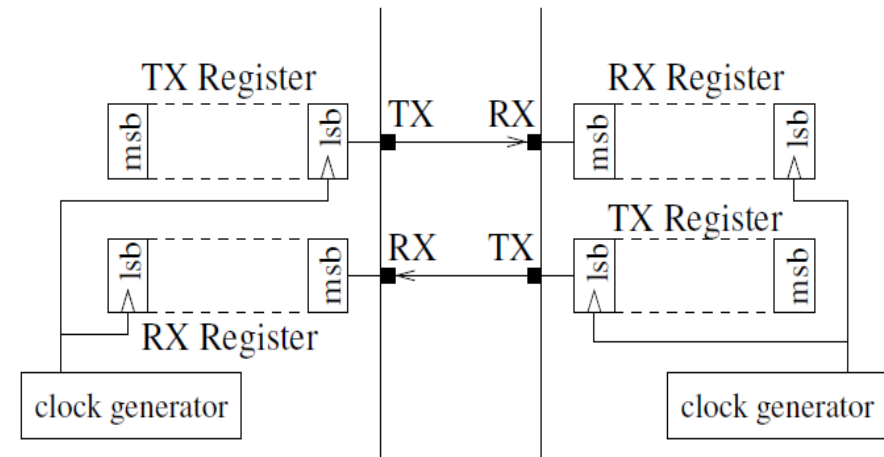 TX Register
RX Register
msb
lsb
TX
RX
msb
lsb
TX Register
lsb
msb
RX
TX
lsb
msb
RX Register
clock generator
clock generator